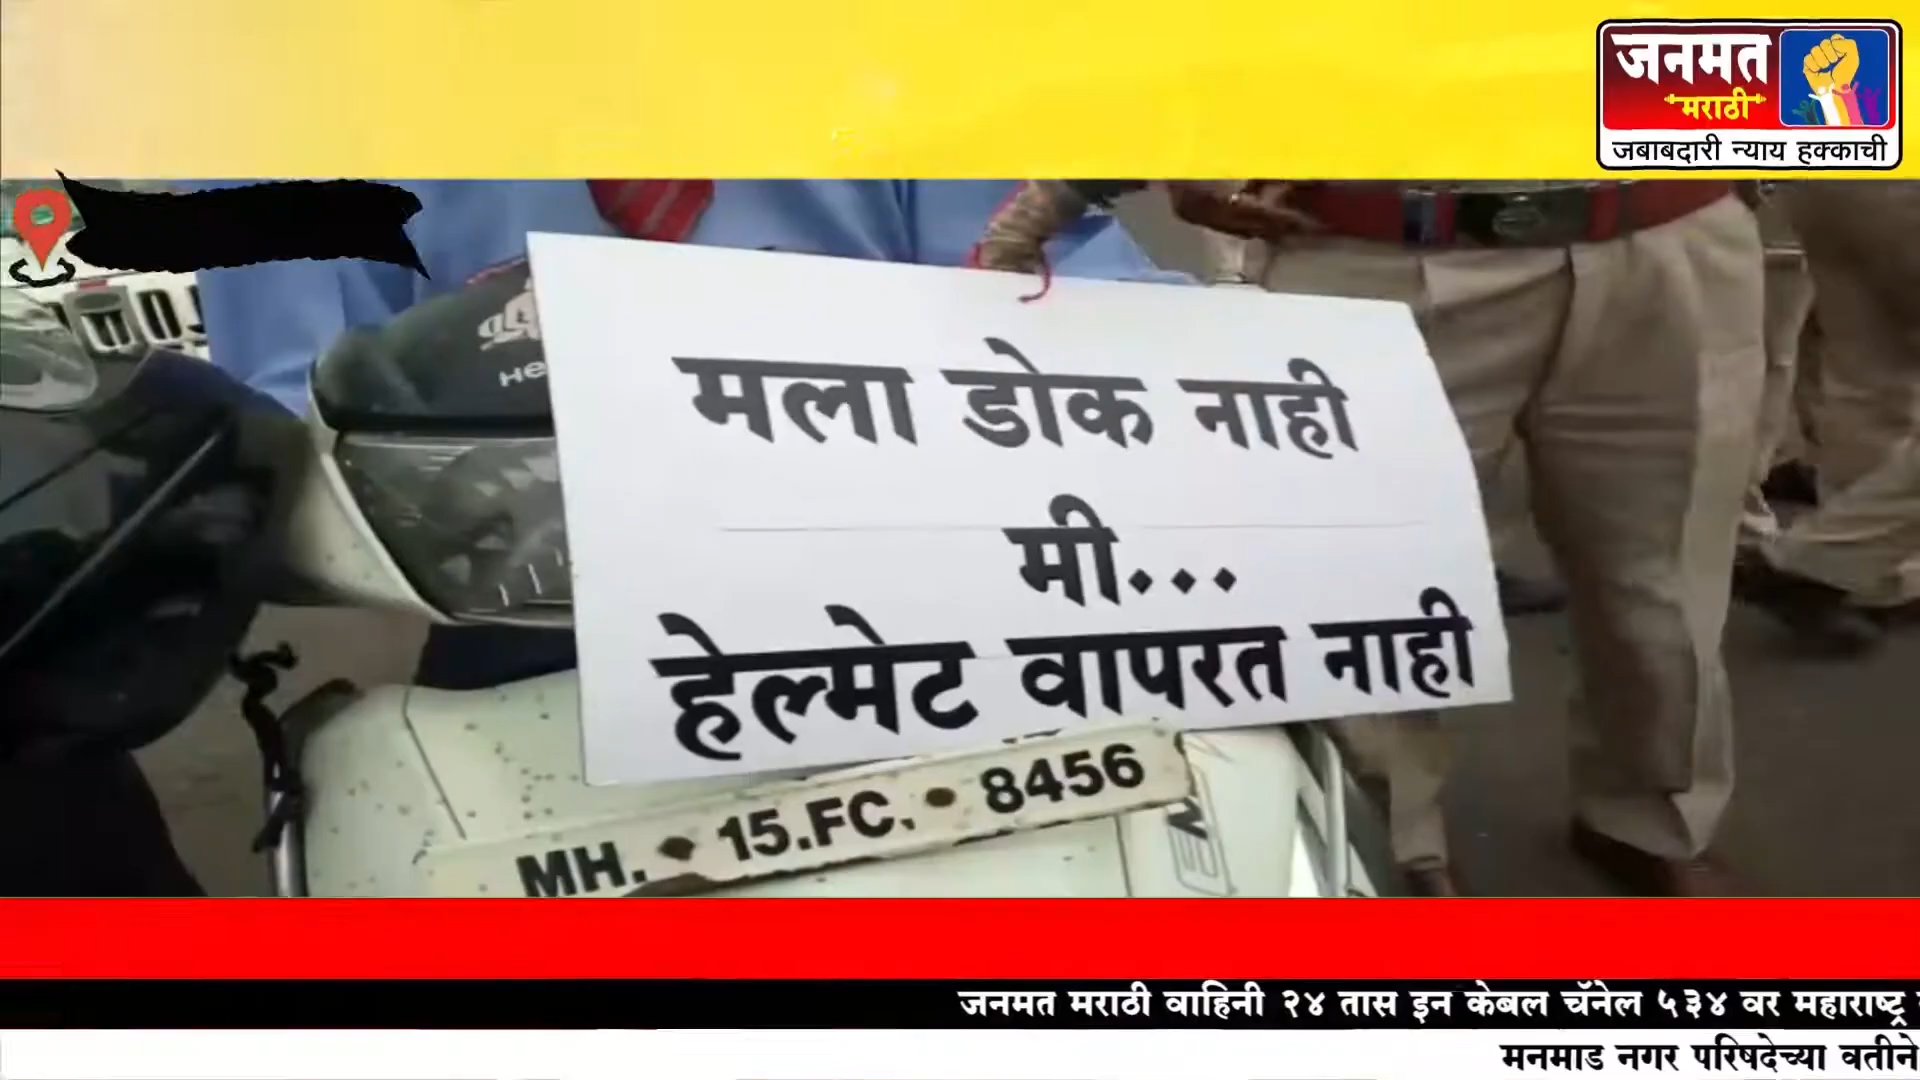 जनमत
मराठी
जबाबदारी न्याय हक्काची
मला डोक नाही
मी...
हेल्मेट वापरत नाही
MH. 15.FC. 8456
जनमत मराठी वाहिनी २४ तास इन केबल चॅनेल ५३४ वर महाराष्ट्र
मनमाड नगर परिषदेच्या वतीने